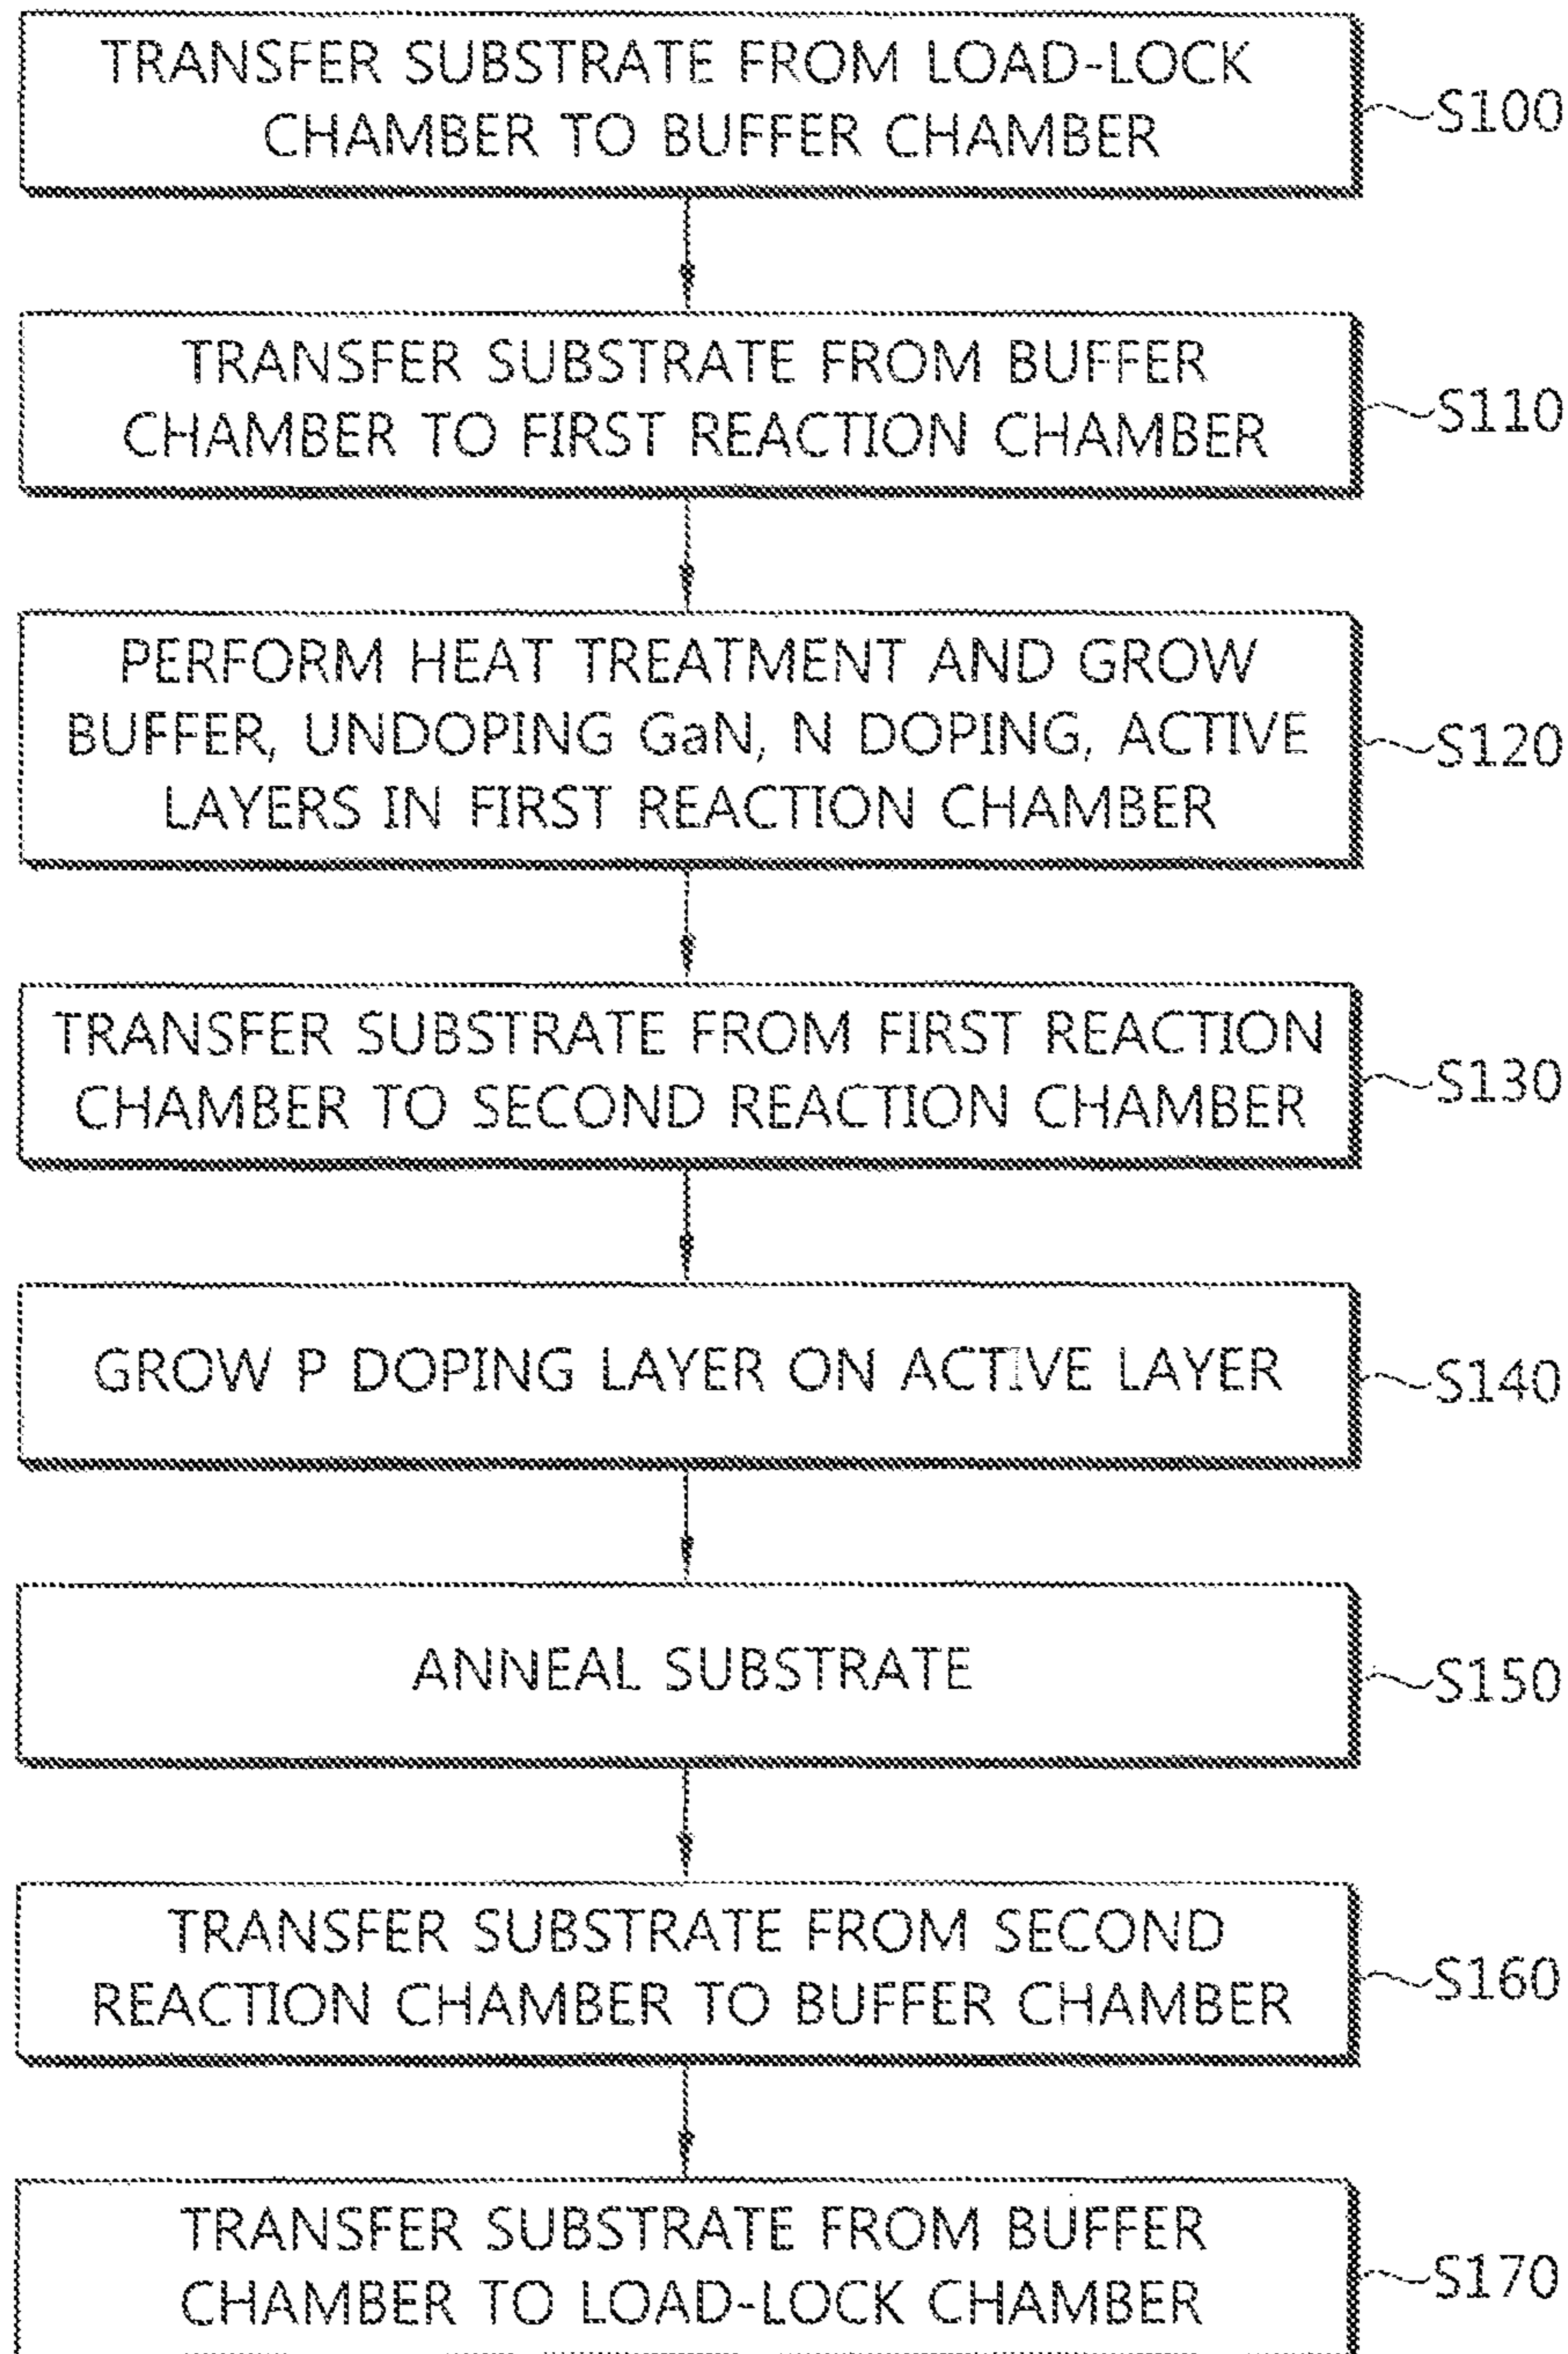 TRANSFER SUBSTRATE FROM LOAD-LOCK
CHAMBER TO BUFFER CHAMBER
S100
TRANSFER SUBSTRATE FROM BUFFER
CHAMBER TO FIRST REACTION CHAMBER
S110
PERFORM HEAT TREATMENT AND GROW
BUFFER, UNDOPING GaN, N DOPING, ACTIVE
LAYERS IN FIRST REACTION CHAMBER
S120
TRANSFER SUBSTRATE FROM FIRST REACTION
CHAMBER TO SECOND REACTION CHAMBER
S130
GROW P DOPING LAYER ON ACTIVE LAYER
S140
ANNEAL SUBSTRATE
S150
TRANSFER SUBSTRATE FROM SECOND
REACTION CHAMBER TO BUFFER CHAMBER
S160
TRANSFER SUBSTRATE FROM BUFFER
CHAMBER TO LOAD-LOCK CHAMBER
S170